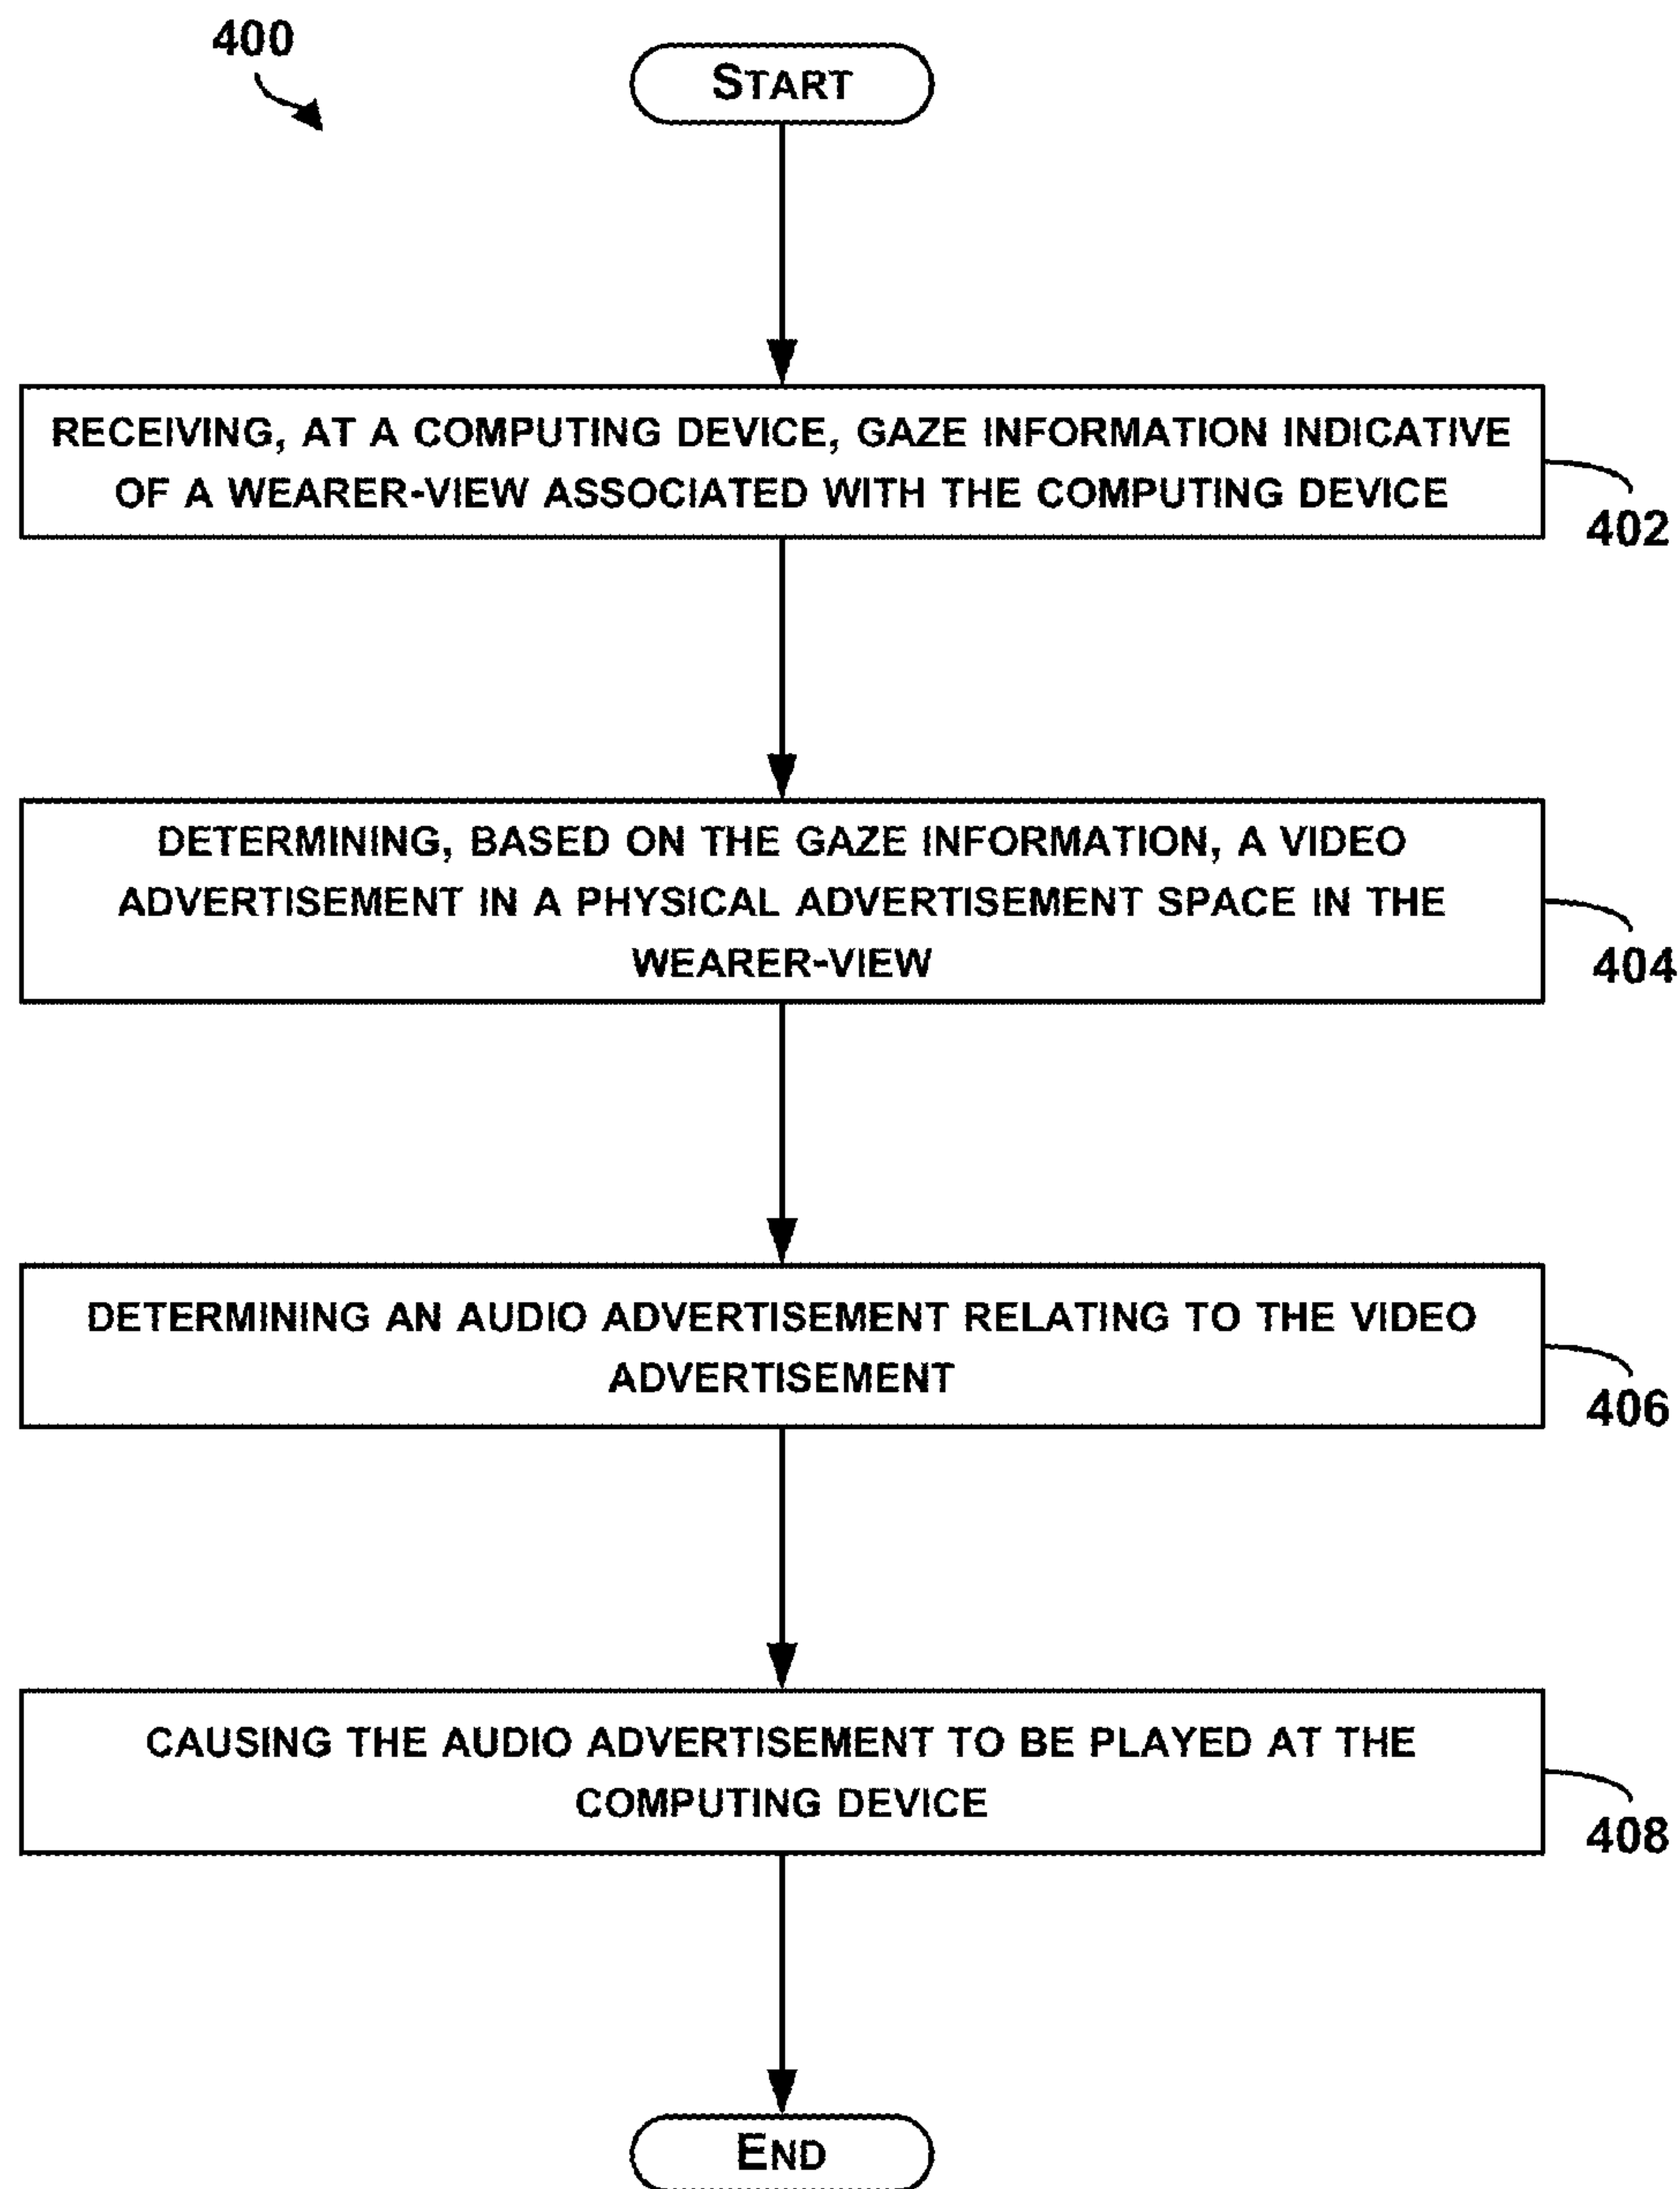 400
START
RECEIVING, AT A COMPUTING DEVICE, GAZE INFORMATION INDICATIVE
OF A WEARER-VIEW ASSOCIATED WITH THE COMPUTING DEVICE
402
DETERMINING, BASED ON THE GAZE INFORMATION, A VIDEO
ADVERTISEMENT IN A PHYSICAL ADVERTISEMENT SPACE IN THE
WEARER-VIEW
404
DETERMINING AN AUDIO ADVERTISEMENT RELATING TO THE VIDEO
ADVERTISEMENT
406
CAUSING THE AUDIO ADVERTISEMENT TO BE PLAYED AT THE
COMPUTING DEVICE
408
END